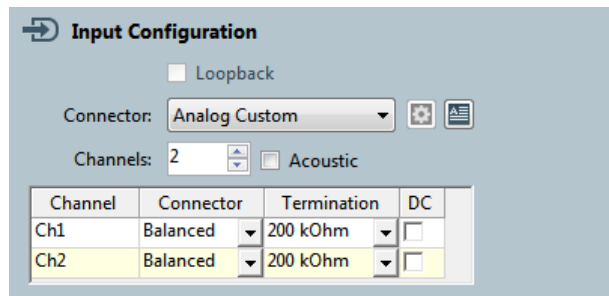 Input Configuration
Loopback
Connector: Analog Custom
Channels: 2 Acoustic
Channel Connector Termination DC
Ch1 Balanced 200 kOhm
Ch2 Balanced 200 kOhm